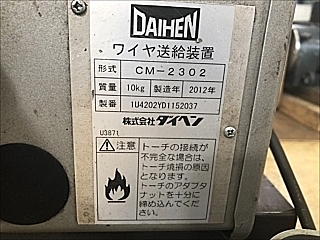 DAIHEN
ワイヤ送給装置
形式 CM-2302
質量 10kg 製造年 2012年
製番 1U4202YD1152037
株式会社ダイヘン
U3871
注意
トーチの接続が
不完全な場合は、
トーチ焼損の原因
となります。
トーチのアダプタ
ナットを十分に
締め込んでください。